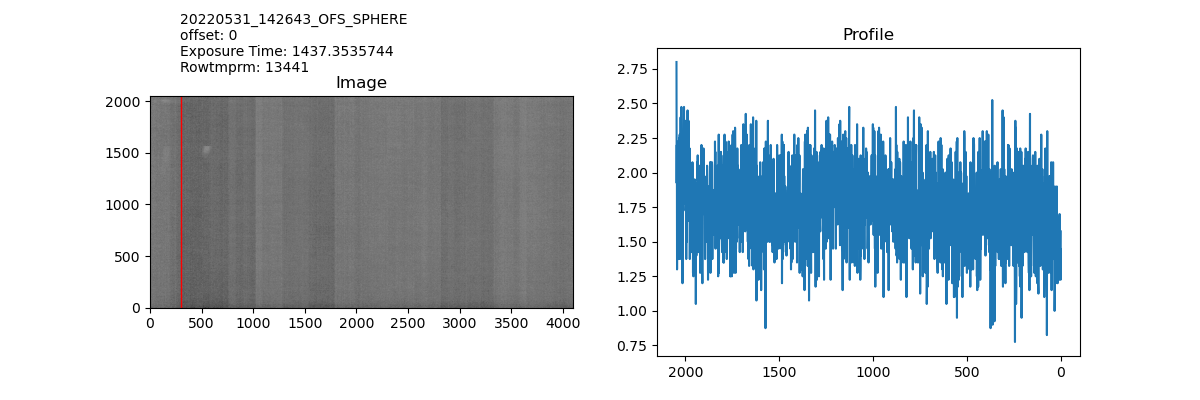 20220531_142643_OFS_SPHERE
offset: 0
Exposure Time: 1437.3535744
Rowtmprm: 13441
Image
2000
1500
1000
500
0
0 500 1000 1500 2000 2500 3000 3500 4000
Profile
2.75
2.50
2.25
2.00
1.75
1.50
1.25
1.00
0.75
2000 1500 1000 500 0